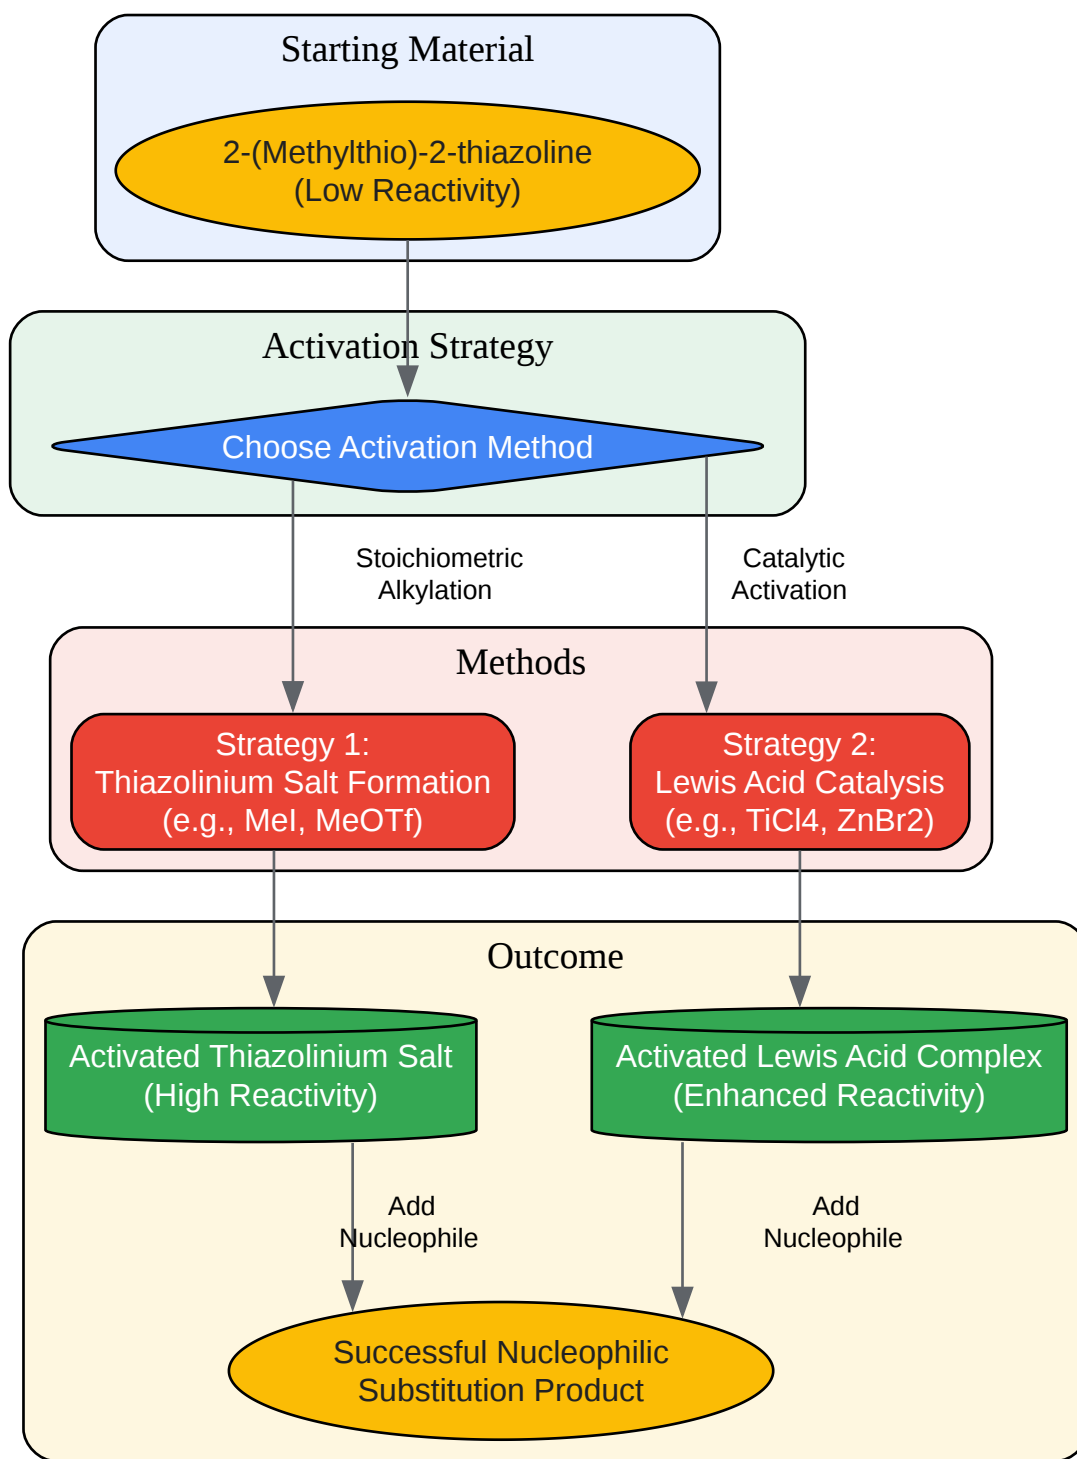 Starting Material
2-(Methylthio)-2-thiazoline
(Low Reactivity)
Activation Strategy
Choose Activation Method
Stoichiometric
Alkylation
Catalytic
Activation
Methods
Strategy 1:
Thiazolinium Salt Formation
(e.g., MeI, MeOTf)
Strategy 2:
Lewis Acid Catalysis
(e.g., TiCl4, ZnBr2)
Outcome
Activated Thiazolinium Salt
(High Reactivity)
Activated Lewis Acid Complex
(Enhanced Reactivity)
Add
Nucleophile
Add
Nucleophile
Successful Nucleophilic
Substitution Product